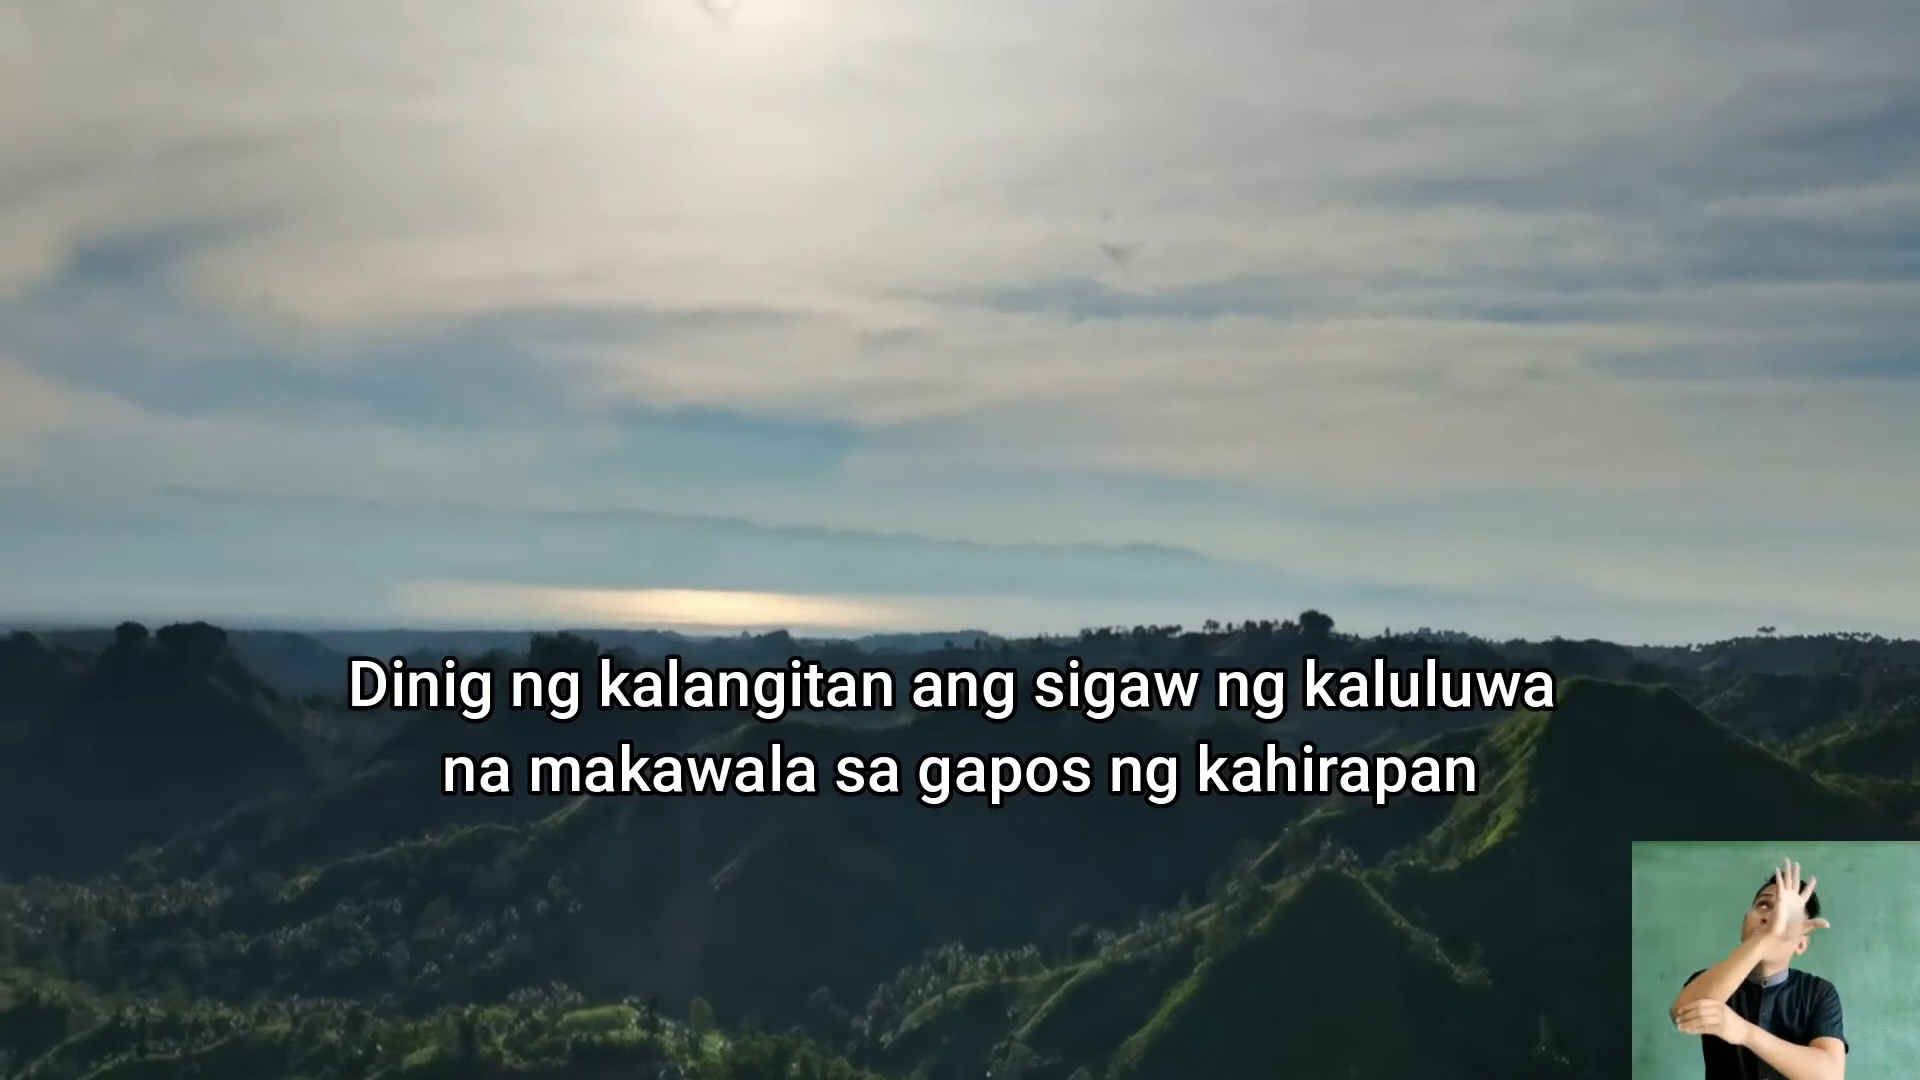 Dinig ng kalangitan ang sigaw ng kaluluwa
na makawala sa gapos ng kahirapan